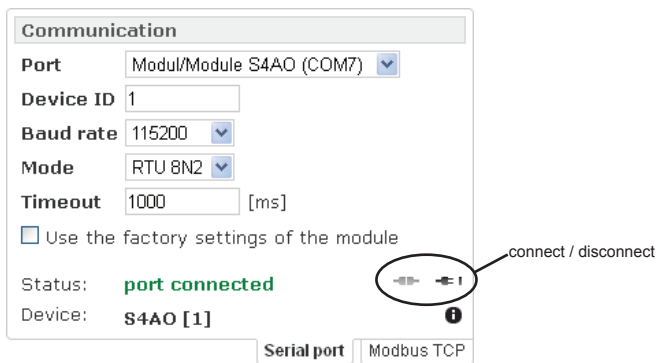 Communication
Port Modul/Module S4AO (COM7)
Device ID 1
Baud rate 115200
Mode RTU 8N2
Timeout 1000 [ms]
Use the factory settings of the module
connect / disconnect
Status: port connected
Device: S4AO [1]
Serial port Modbus TCP